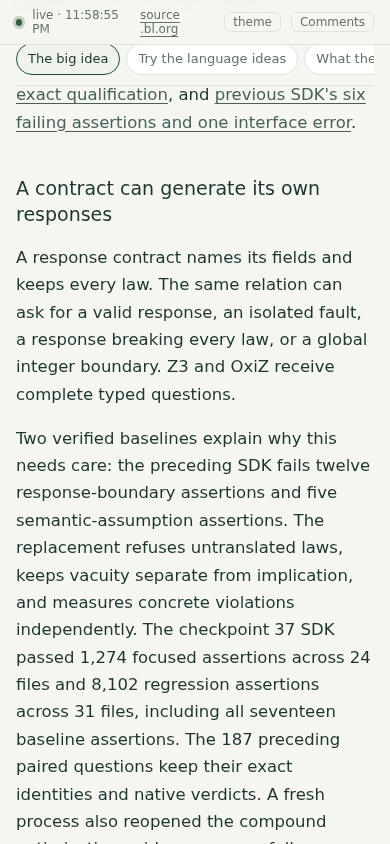 live · 11:58:55 PM
source .bl.org
theme
Comments
The big idea
Try the language ideas
What the
exact qualification, and previous SDK's six
failing assertions and one interface error.
A contract can generate its own
responses
A response contract names its fields and
keeps every law. The same relation can
ask for a valid response, an isolated fault,
a response breaking every law, or a global
integer boundary. Z3 and OxiZ receive
complete typed questions.
Two verified baselines explain why this
needs care: the preceding SDK fails twelve
response-boundary assertions and five
semantic-assumption assertions. The
replacement refuses untranslated laws,
keeps vacuity separate from implication,
and measures concrete violations
independently. The checkpoint 37 SDK
passed 1,274 focused assertions across 24
files and 8,102 regression assertions
across 31 files, including all seventeen
baseline assertions. The 187 preceding
paired questions keep their exact
identities and native verdicts. A fresh
process also reopened the compound